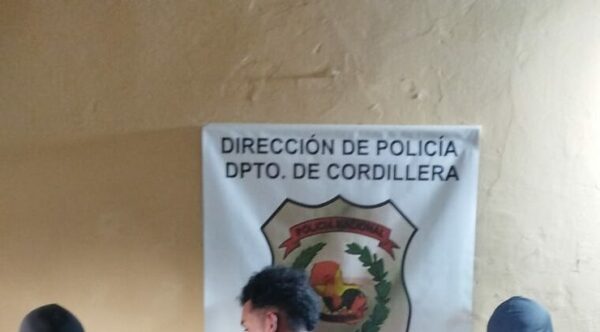 DIRECCIÓN DE POLICÍA
DPTO. DE CORDILLERA
POLICIA NACIONAL